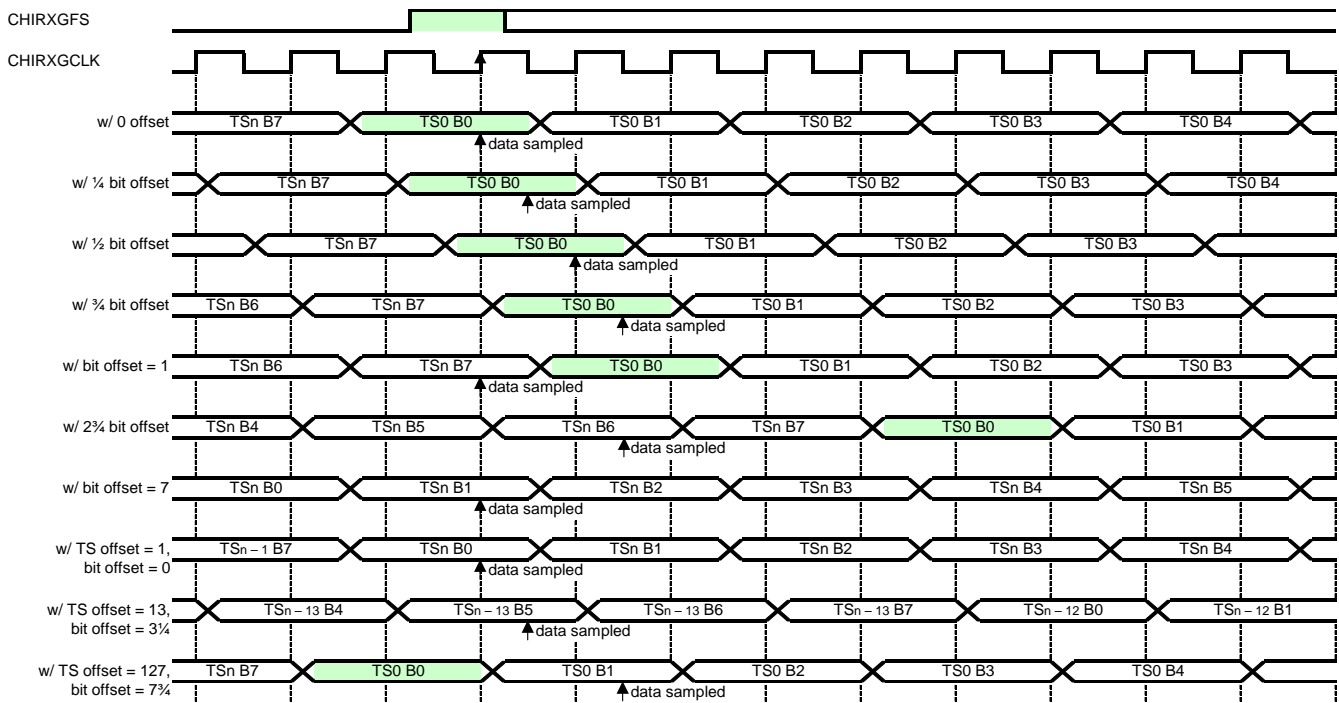 CHIRXGFS
CHIRXGCLK
w/ 0 offset TSn B7 TS0 B0 TS0 B1 TS0 B2 TS0 B3 TS0 B4
data sampled
w/ ¼ bit offset TSn B7 TS0 B0 TS0 B1 TS0 B2 TS0 B3 TS0 B4
data sampled
w/ ½ bit offset TSn B7 TS0 B0 TS0 B1 TS0 B2 TS0 B3
data sampled
w/ ¾ bit offset TSn B6 TSn B7 TS0 B0 TS0 B1 TS0 B2 TS0 B3
data sampled
w/ bit offset = 1 TSn B6 TSn B7 TS0 B0 TS0 B1 TS0 B2 TS0 B3
data sampled
w/ 2¾ bit offset TSn B4 TSn B5 TSn B6 TSn B7 TS0 B0 TS0 B1
data sampled
w/ bit offset = 7 TSn B0 TSn B1 TSn B2 TSn B3 TSn B4 TSn B5
data sampled
w/ TS offset = 1, TSn – 1 B7 TSn B0 TSn B1 TSn B2 TSn B3 TSn B4
bit offset = 0 data sampled
w/ TS offset = 13, TSn – 13 B4 TSn – 13 B5 TSn – 13 B6 TSn – 13 B7 TSn – 12 B0 TSn – 12 B1
bit offset = 3¼ data sampled
w/ TS offset = 127, TSn B7 TS0 B0 TS0 B1 TS0 B2 TS0 B3 TS0 B4
bit offset = 7¾ data sampled